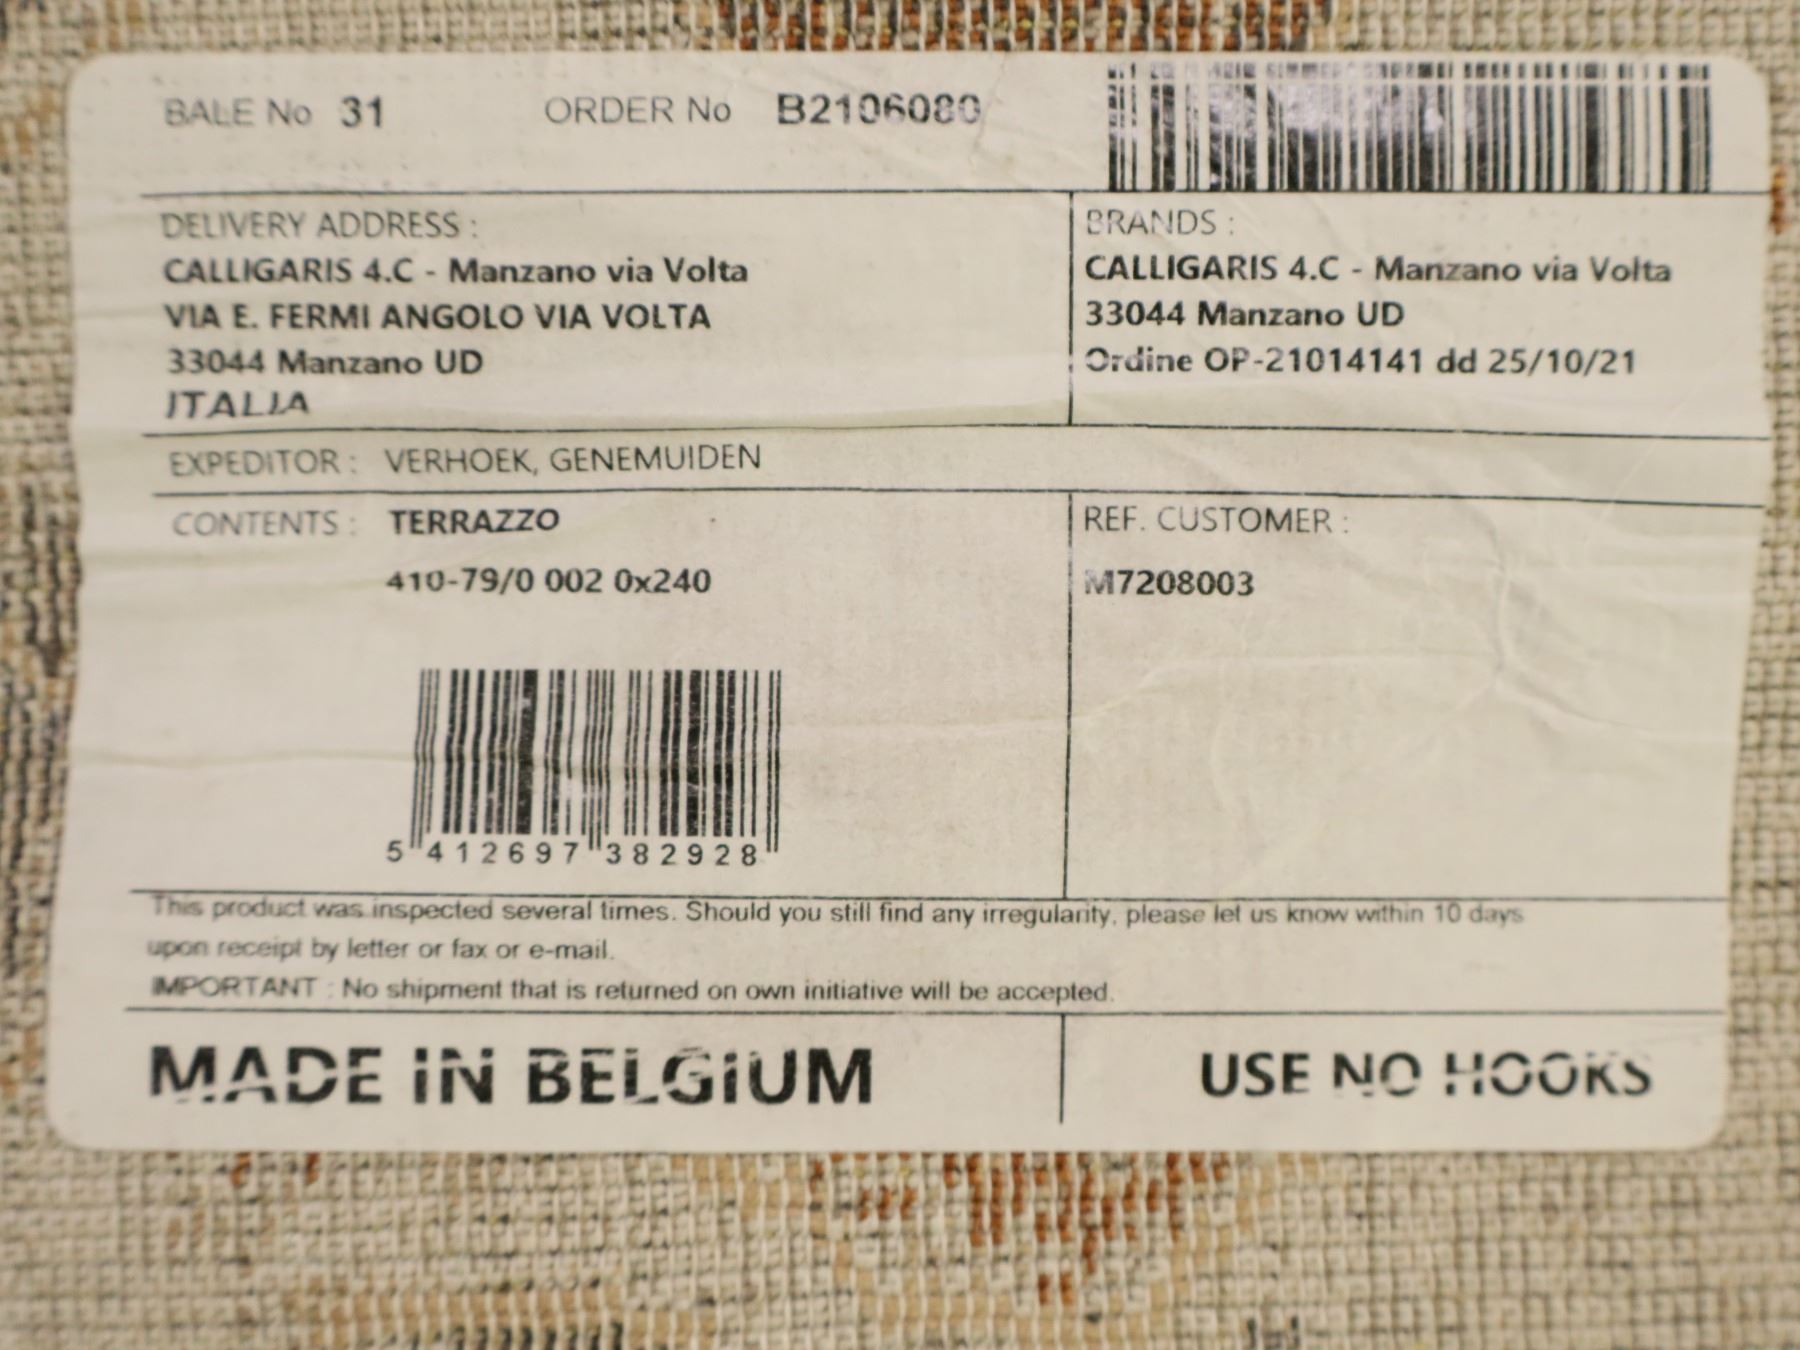 BALE No 31 ORDER No B2106080
DELIVERY ADDRESS :
CALLIGARIS 4.C - Manzano via Volta
VIA E. FERMI ANGOLO VIA VOLTA
33044 Manzano UD
ITALIA
BRANDS :
CALLIGARIS 4.C - Manzano via Volta
33044 Manzano UD
Ordine OP-21014141 dd 25/10/21
EXPEDITOR : VERHOEK, GENEMUIDEN
CONTENTS : TERRAZZO
410-79/0 002 0x240
5 412697 382928
REF. CUSTOMER :
M7208003
This product was inspected several times. Should you still find any irregularity, please let us know within 10 days
upon receipt by letter or fax or e-mail.
IMPORTANT : No shipment that is returned on own initiative will be accepted.
MADE IN BELGIUM
USE NO HOOKS